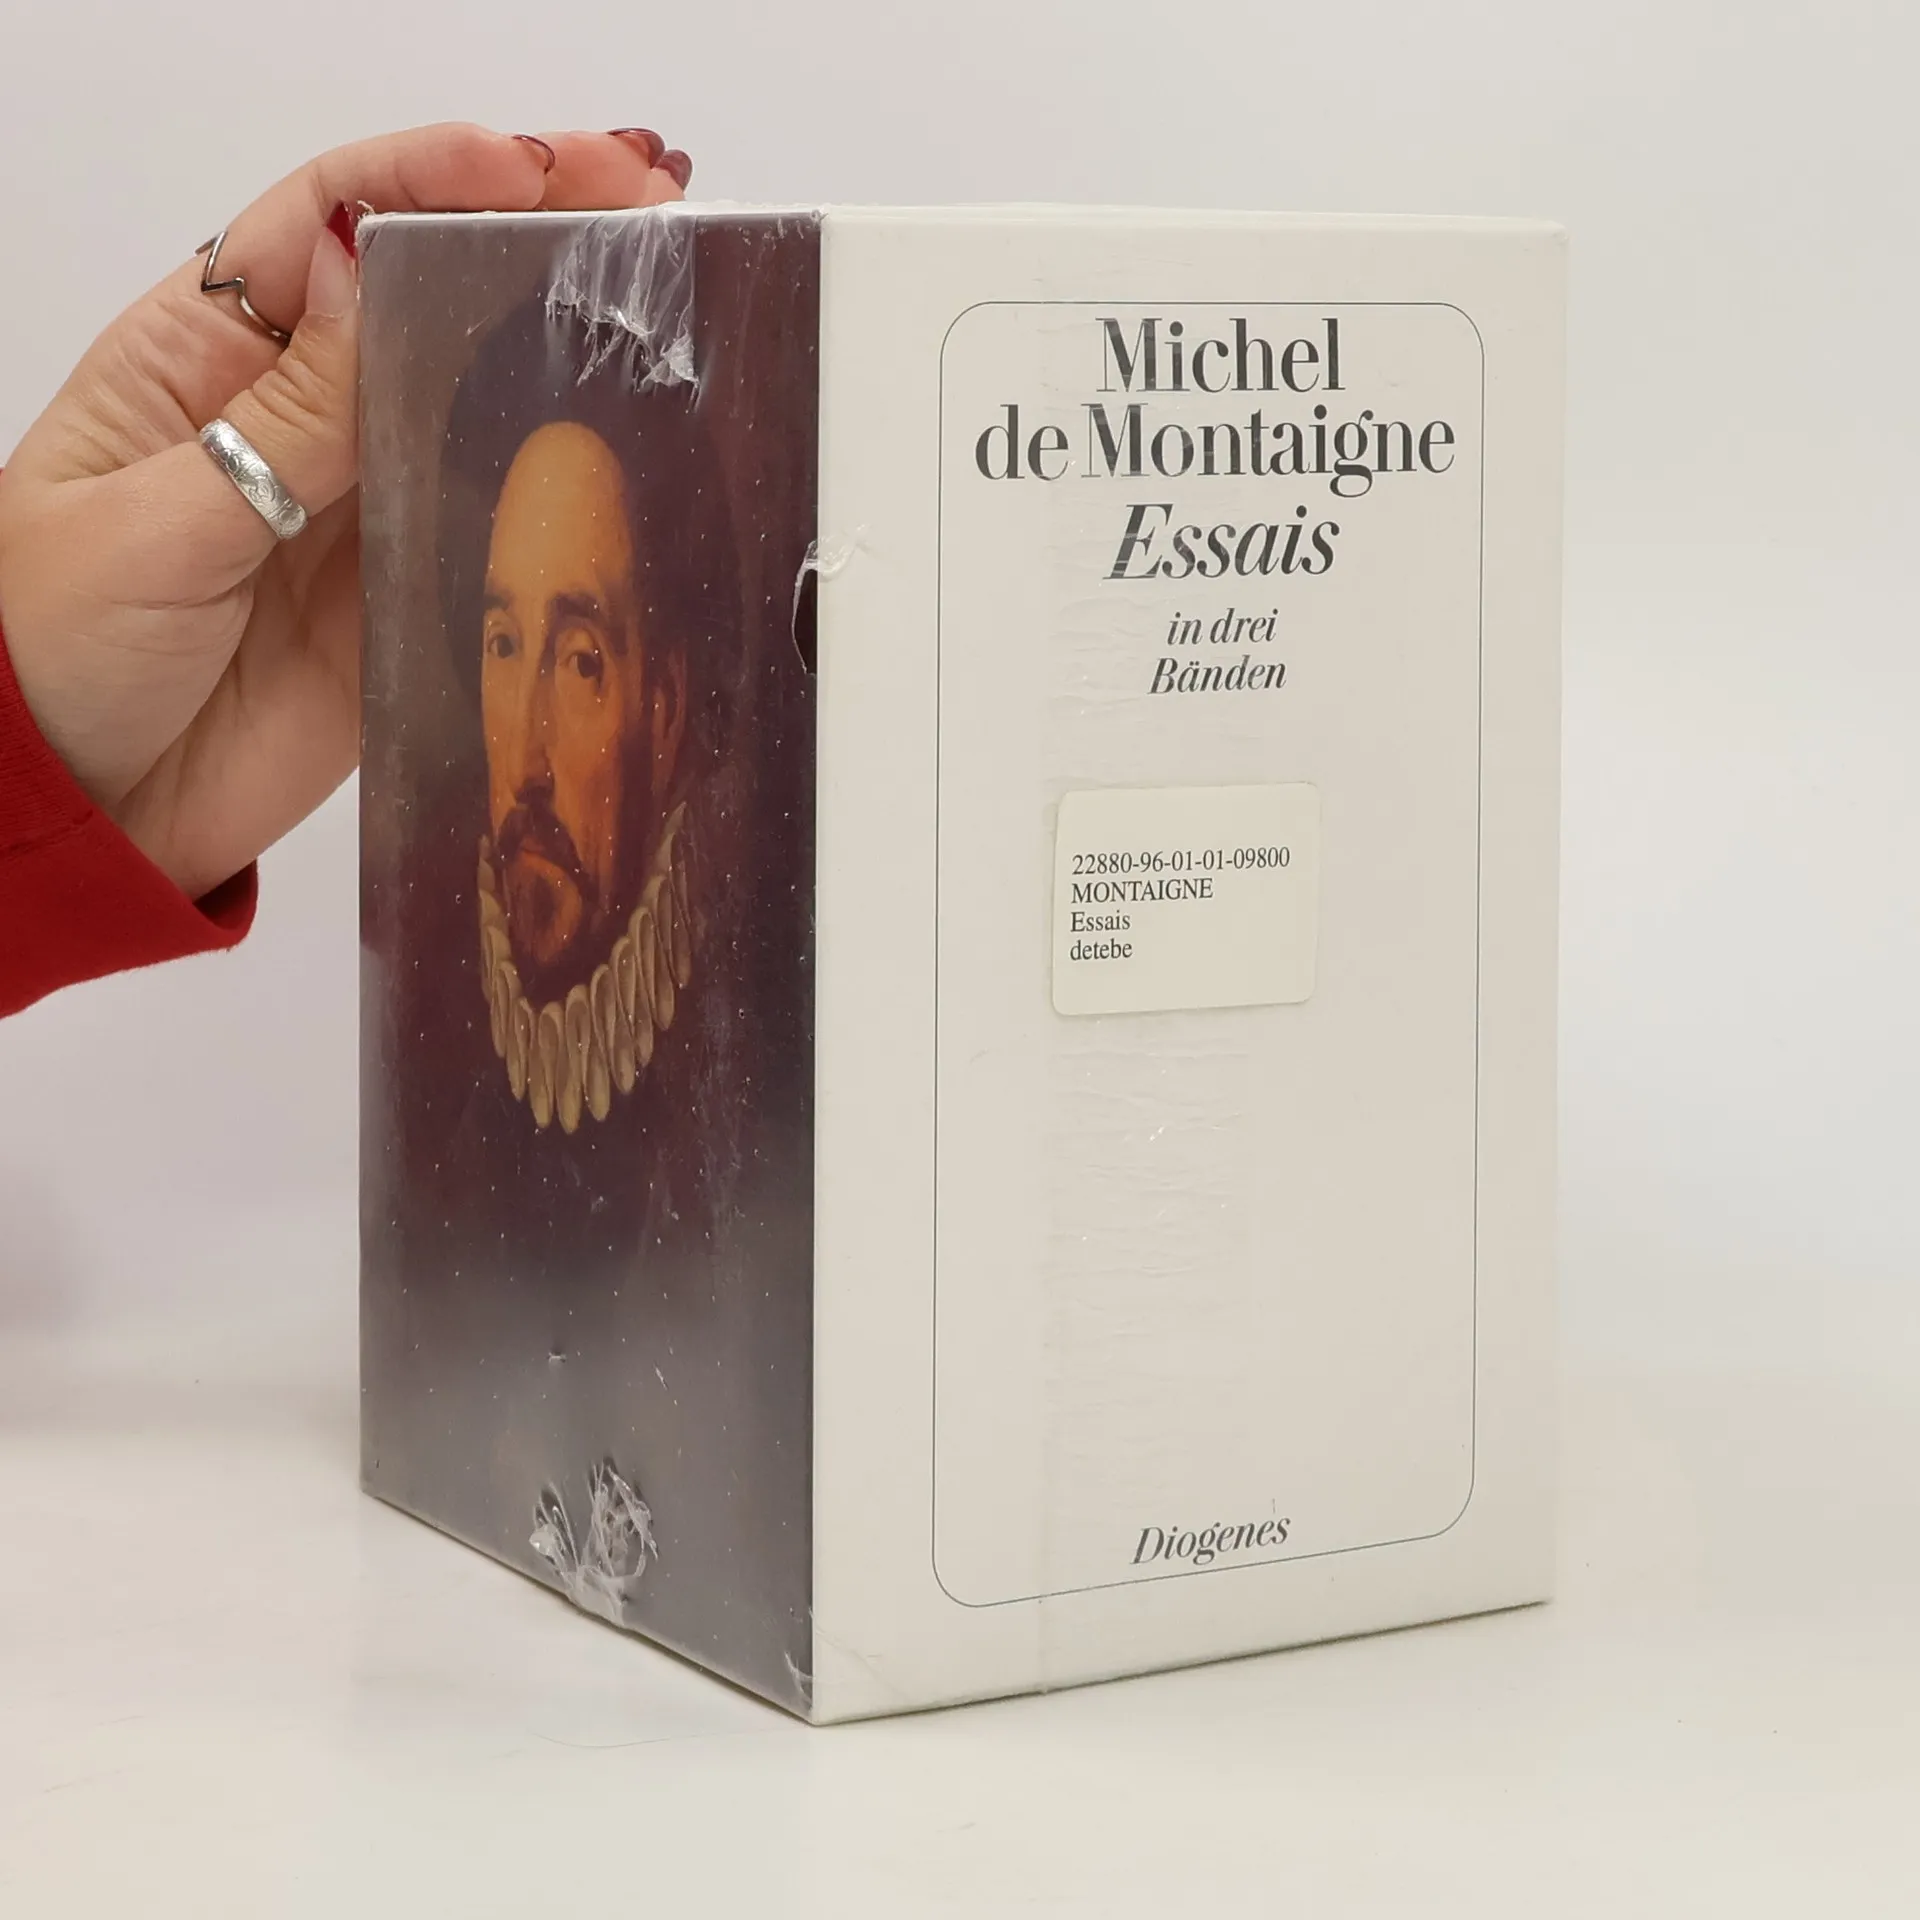 Michel
de Montaigne
Essais
in drei
Bänden
22880-96-01-01-09800
MONTAIGNE
Essais
detebe
Diogenes